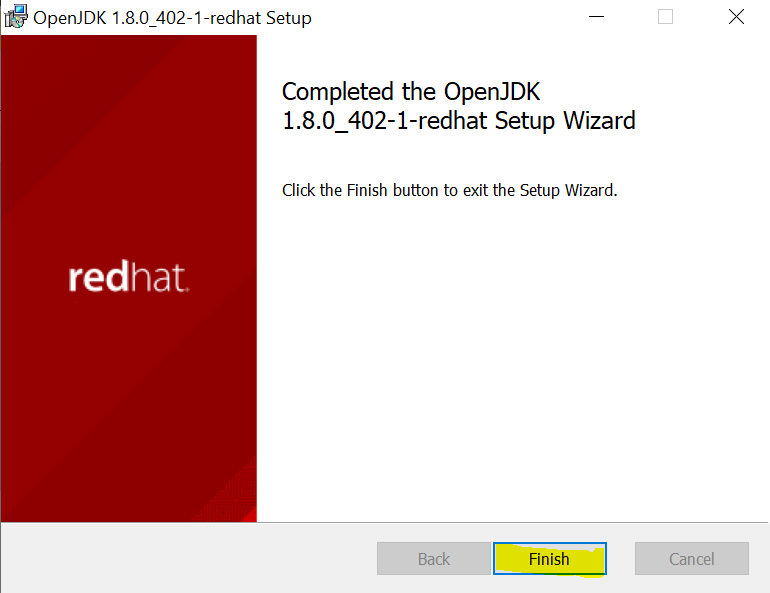 OpenJDK 1.8.0_402-1-redhat Setup
Completed the OpenJDK
1.8.0_402-1-redhat Setup Wizard
Click the Finish button to exit the Setup Wizard.
redhat.
Back
Finish
Cancel